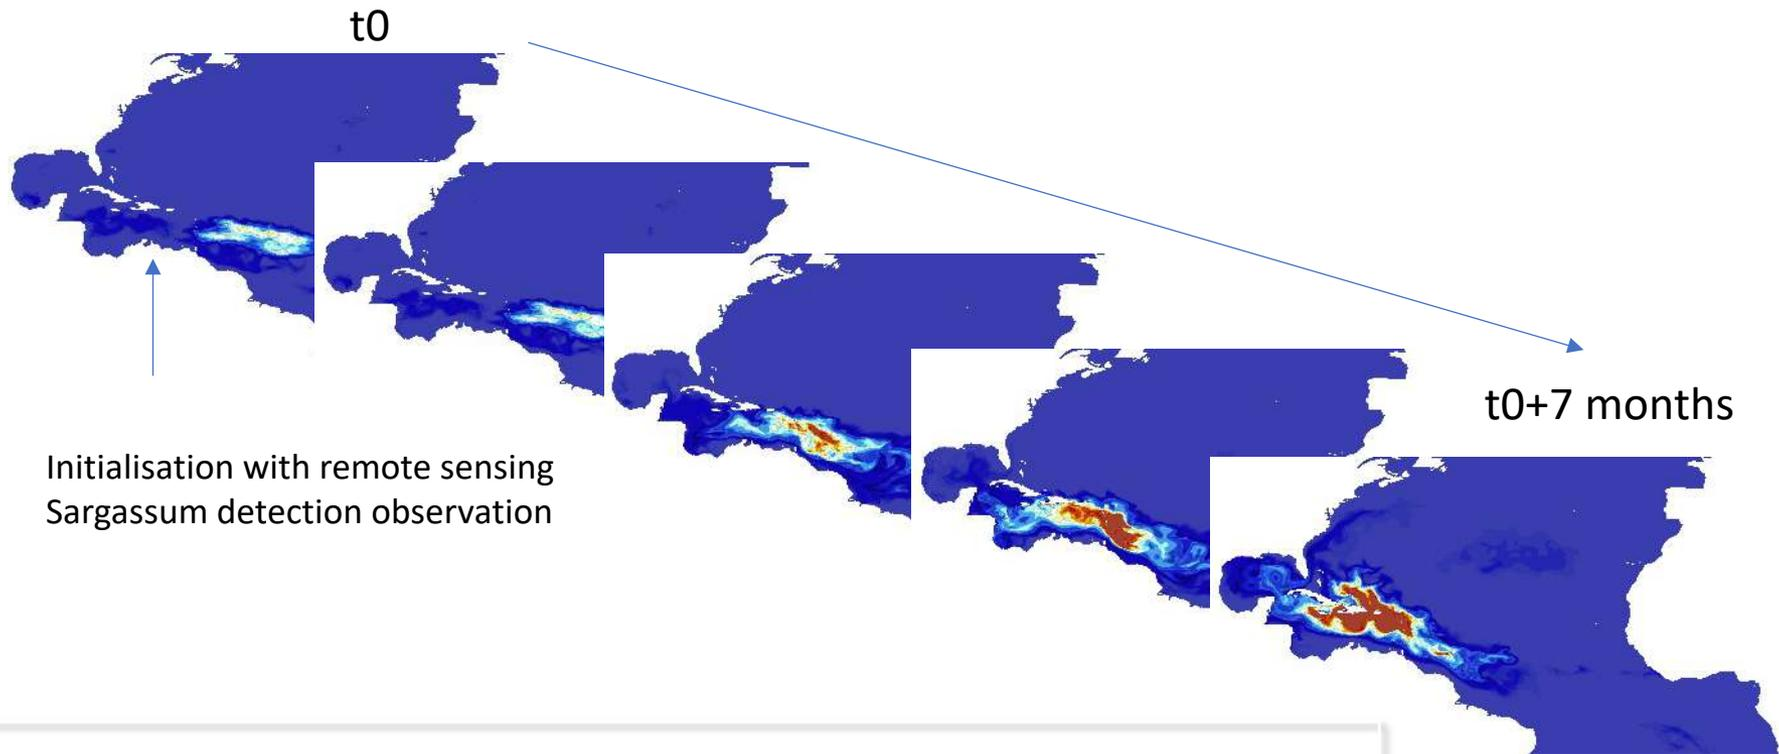 t0
t0+7 months
Initialisation with remote sensing
Sargassum detection observation